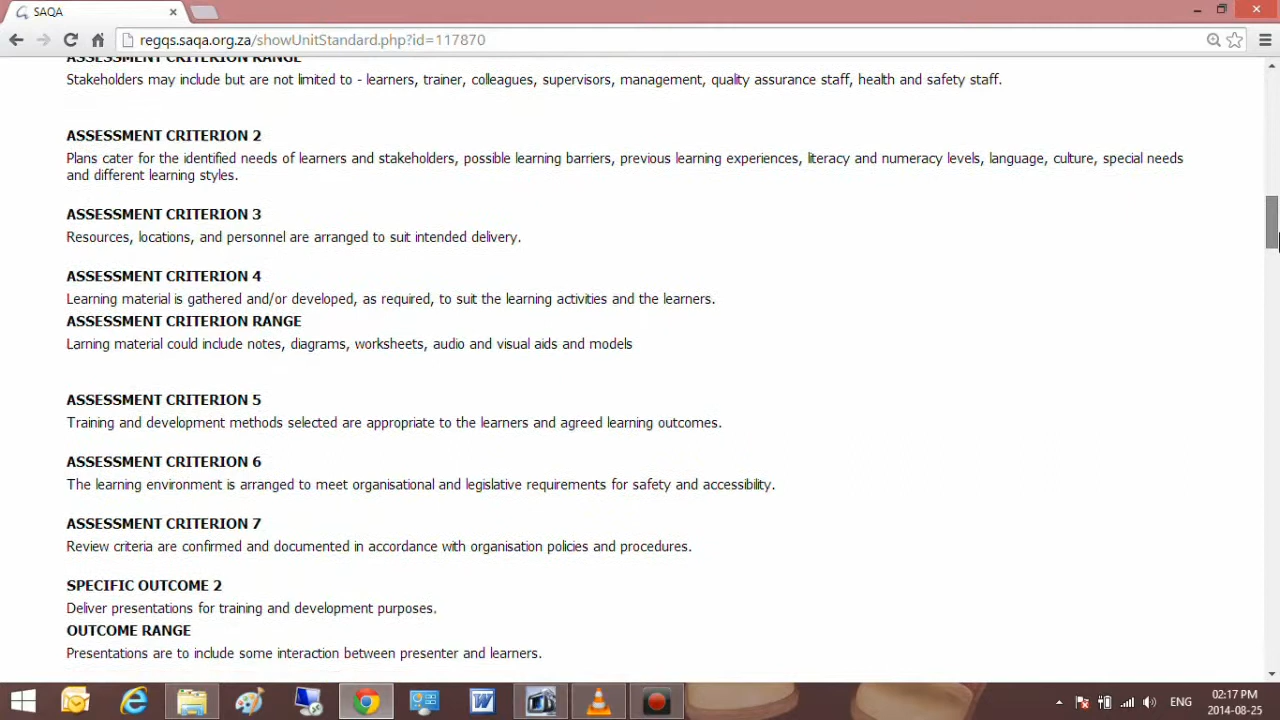 SAQA
regqs.saqa.org.za/showUnitStandard.php?id=117870
ASSESSMENT CRITERION RANGE
Stakeholders may include but are not limited to - learners, trainer, colleagues, supervisors, management, quality assurance staff, health and safety staff.
ASSESSMENT CRITERION 2
Plans cater for the identified needs of learners and stakeholders, possible learning barriers, previous learning experiences, literacy and numeracy levels, language, culture, special needs
and different learning styles.
ASSESSMENT CRITERION 3
Resources, locations, and personnel are arranged to suit intended delivery.
ASSESSMENT CRITERION 4
Learning material is gathered and/or developed, as required, to suit the learning activities and the learners.
ASSESSMENT CRITERION RANGE
Larning material could include notes, diagrams, worksheets, audio and visual aids and models
ASSESSMENT CRITERION 5
Training and development methods selected are appropriate to the learners and agreed learning outcomes.
ASSESSMENT CRITERION 6
The learning environment is arranged to meet organisational and legislative requirements for safety and accessibility.
ASSESSMENT CRITERION 7
Review criteria are confirmed and documented in accordance with organisation policies and procedures.
SPECIFIC OUTCOME 2
Deliver presentations for training and development purposes.
OUTCOME RANGE
Presentations are to include some interaction between presenter and learners.
ENG
02:17 PM
2014-08-25